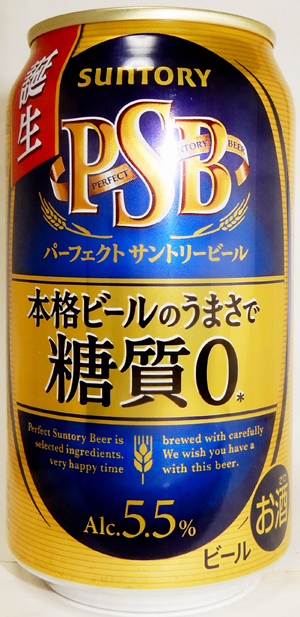 誕生
SUNTORY
PSB
PERFECT SUNTORY BEER
パーフェクトサントリービール
本格ビールのうまさで
糖質0*
Perfect Suntory Beer is brewed with carefully
selected ingredients. We wish you have a
very happy time with this beer.
Alc.5.5%
お酒
ビール